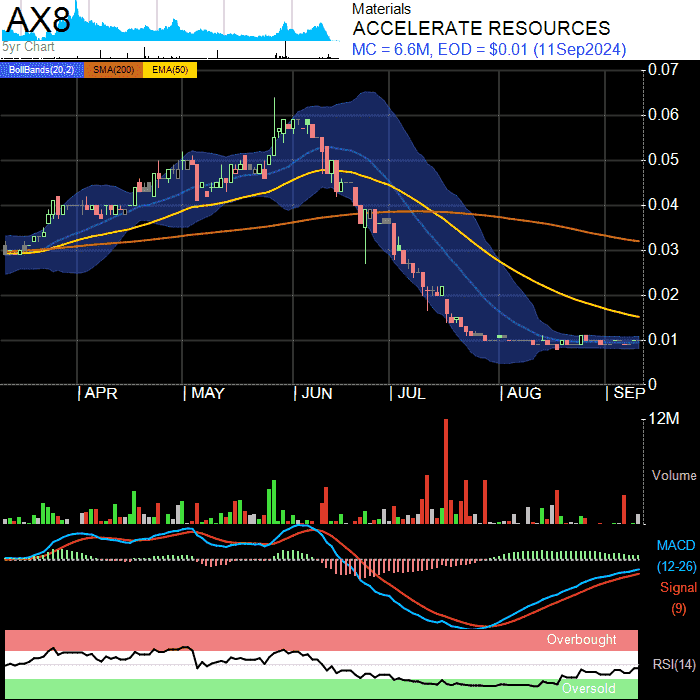 AX8
5yr Chart
Materials
ACCELERATE RESOURCES
MC = 6.6M, EOD = $0.01 (11Sep2024)
BollBands(20,2) SMA(200) EMA(50)
0.07
0.06
0.05
0.04
0.03
0.02
0.01
0
APR MAY JUN JUL AUG SEP
12M
Volume
MACD
(12-26)
Signal
(9)
Overbought
RSI(14)
Oversold